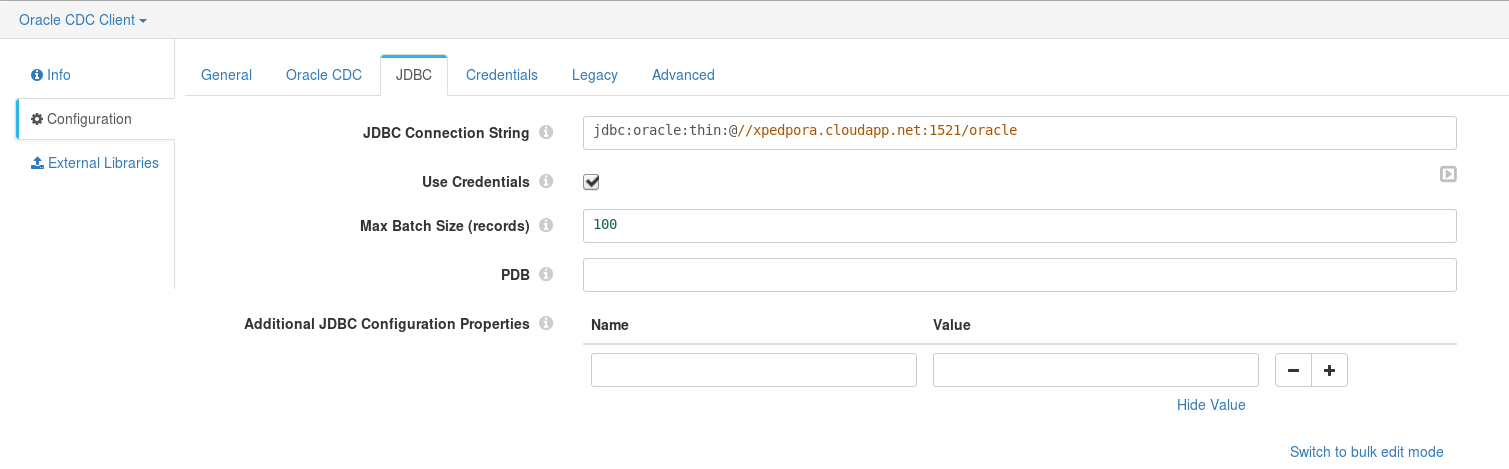 Oracle CDC Client
Info
Configuration
External Libraries
General Oracle CDC JDBC Credentials Legacy Advanced
JDBC Connection String jdbc:oracle:thin:@//xpedpora.cloudapp.net:1521/oracle
Use Credentials
Max Batch Size (records) 100
PDB
Additional JDBC Configuration Properties Name Value
Hide Value
Switch to bulk edit mode